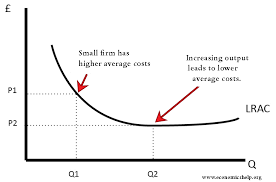 £
Small firm has
higher average costs
Increasing output
leads to lower
average costs.
P1
P2
LRAC
Q1
Q2
Q
www.economicshelp.org